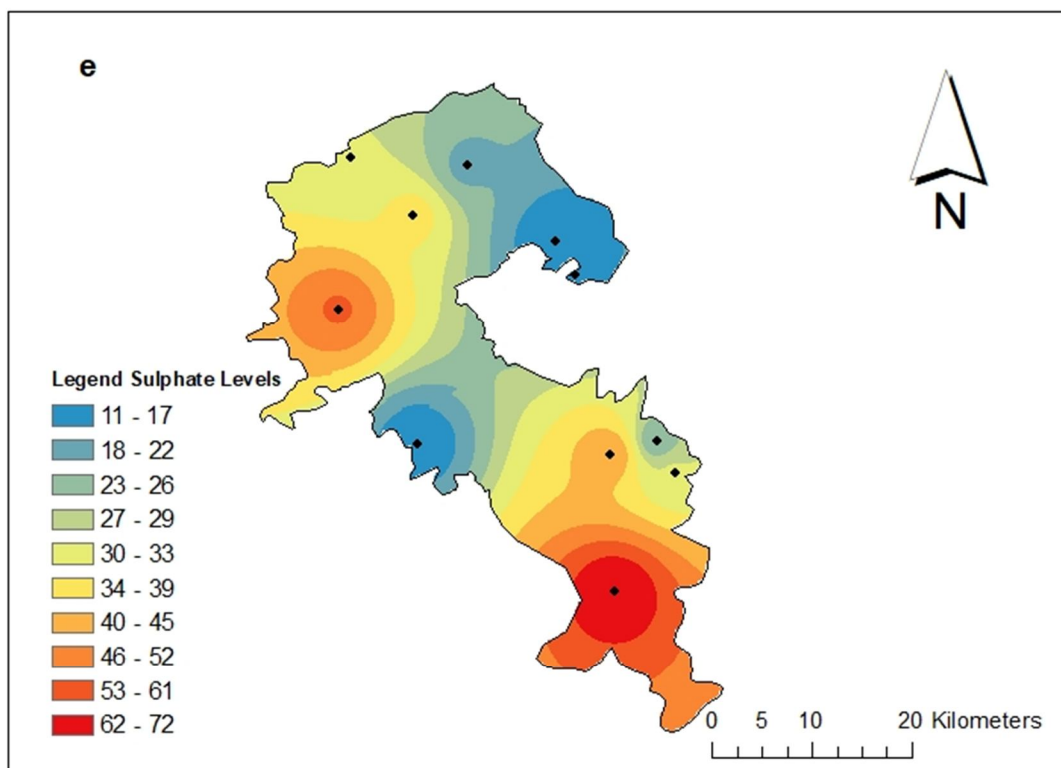 e
N
Legend Sulphate Levels
11 - 17
18 - 22
23 - 26
27 - 29
30 - 33
34 - 39
40 - 45
46 - 52
53 - 61
62 - 72
0 5 10 20 Kilometers